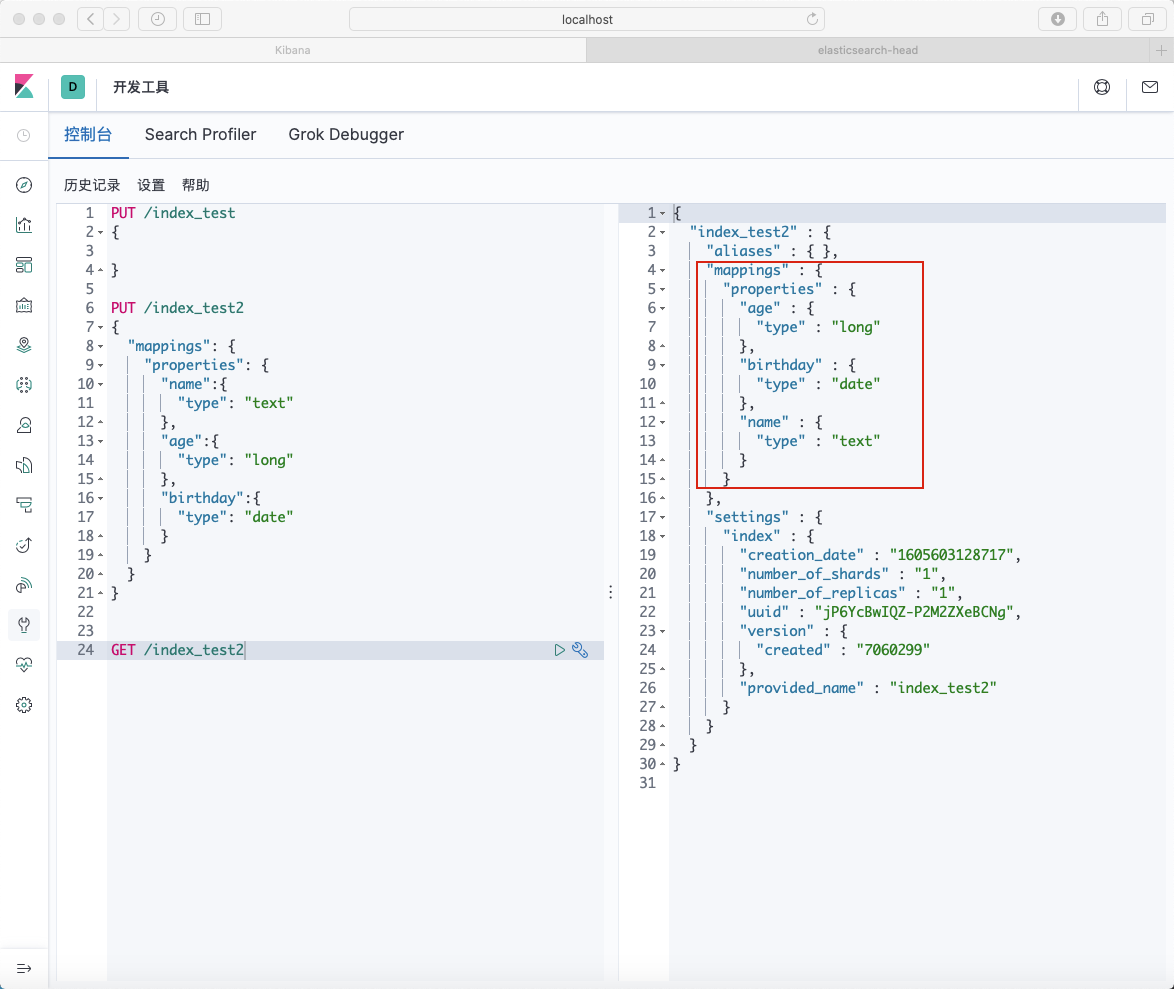 localhost
Kibana
elasticsearch-head
D
开发工具
控制台 Search Profiler Grok Debugger
历史记录 设置 帮助
1 PUT /index_test
2 {
3
4 }
5
6 PUT /index_test2
7 {
8 "mappings": {
9 "properties": {
10 "name":{
11 "type": "text"
12 },
13 "age":{
14 "type": "long"
15 },
16 "birthday":{
17 "type": "date"
18 }
19 }
20 }
21 }
22
23
24 GET /index_test2
1 {
2 "index_test2" : {
3 "aliases" : { },
4 "mappings" : {
5 "properties" : {
6 "age" : {
7 "type" : "long"
8 },
9 "birthday" : {
10 "type" : "date"
11 },
12 "name" : {
13 "type" : "text"
14 }
15 }
16 },
17 "settings" : {
18 "index" : {
19 "creation_date" : "1605603128717",
20 "number_of_shards" : "1",
21 "number_of_replicas" : "1",
22 "uuid" : "jP6YcBwIQZ-P2M2ZXeBCNg",
23 "version" : {
24 "created" : "7060299"
25 },
26 "provided_name" : "index_test2"
27 }
28 }
29 }
30 }
31